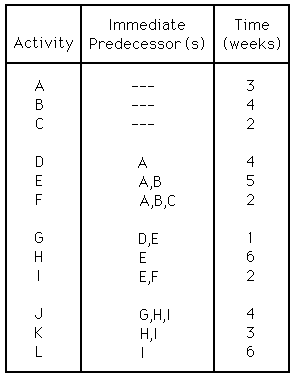 Activity Immediate Predecessor (s) Time (weeks)
A --- 3
B --- 4
C --- 2
D A 4
E A,B 5
F A,B,C 2
G D,E 1
H E 6
I E,F 2
J G,H,I 4
K H,I 3
L I 6